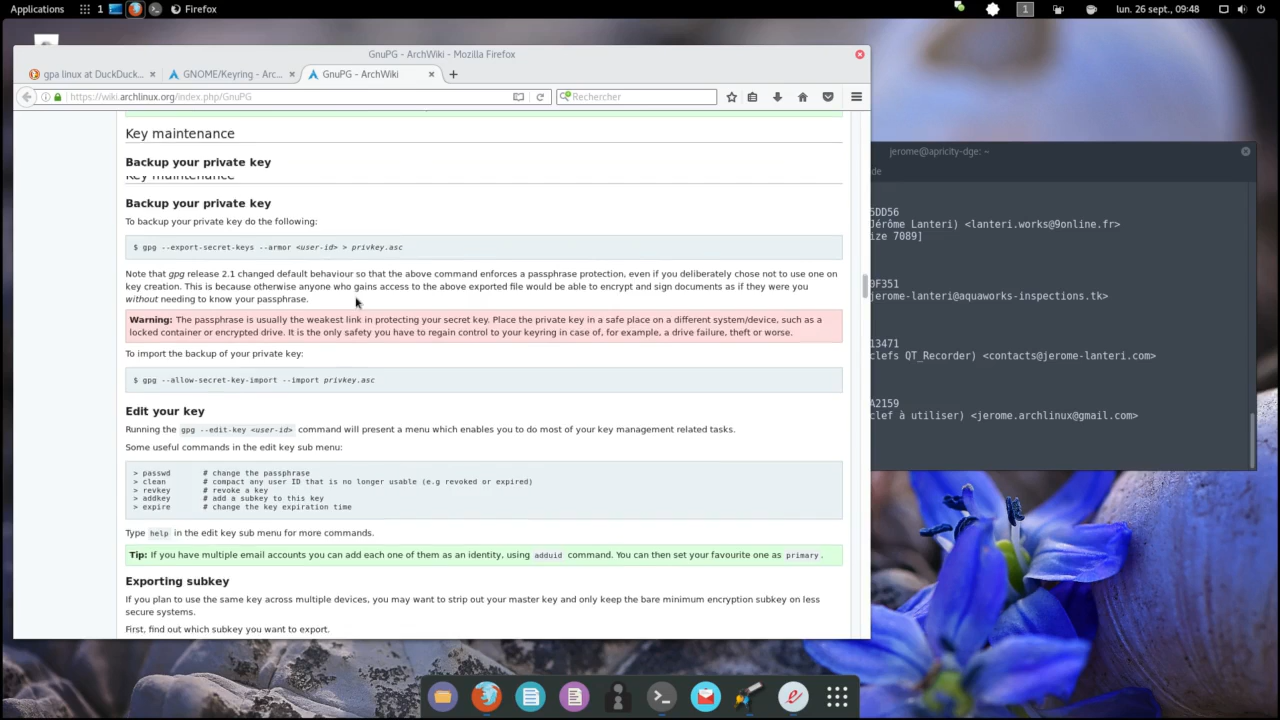 Applications 1 Firefox 1 lun. 26 sept., 09:48
GnuPG - ArchWiki - Mozilla Firefox
gpa linux at DuckDuck... GNOME/Keyring - Arc... GnuPG - ArchWiki
https://wiki.archlinux.org/index.php/GnuPG Rechercher
Key maintenance
Backup your private key
Key maintenance
Backup your private key
To backup your private key do the following:
$ gpg --export-secret-keys --armor <user-id> > privkey.asc
Note that gpg release 2.1 changed default behaviour so that the above command enforces a passphrase protection, even if you deliberately chose not to use one on
key creation. This is because otherwise anyone who gains access to the above exported file would be able to encrypt and sign documents as if they were you
without needing to know your passphrase.
Warning: The passphrase is usually the weakest link in protecting your secret key. Place the private key in a safe place on a different system/device, such as a
locked container or encrypted drive. It is the only safety you have to regain control to your keyring in case of, for example, a drive failure, theft or worse.
To import the backup of your private key:
$ gpg --allow-secret-key-import --import privkey.asc
Edit your key
Running the gpg --edit-key <user-id> command will present a menu which enables you to do most of your key management related tasks.
Some useful commands in the edit key sub menu:
> passwd # change the passphrase
> clean # compact any user ID that is no longer usable (e.g revoked or expired)
> revkey # revoke a key
> addkey # add a subkey to this key
> expire # change the key expiration time
Type help in the edit key sub menu for more commands.
Tip: If you have multiple email accounts you can add each one of them as an identity, using adduid command. You can then set your favourite one as primary.
Exporting subkey
If you plan to use the same key across multiple devices, you may want to strip out your master key and only keep the bare minimum encryption subkey on less
secure systems.
First, find out which subkey you want to export.
jerome@apricity-dge: ~
de
5DD56
Jérôme Lanteri) <lanteri.works@9online.fr>
ize 7089]
0F351
jerome-lanteri@aquaworks-inspections.tk>
13471
clefs QT_Recorder) <contacts@jerome-lanteri.com>
A2159
clef à utiliser) <jerome.archlinux@gmail.com>